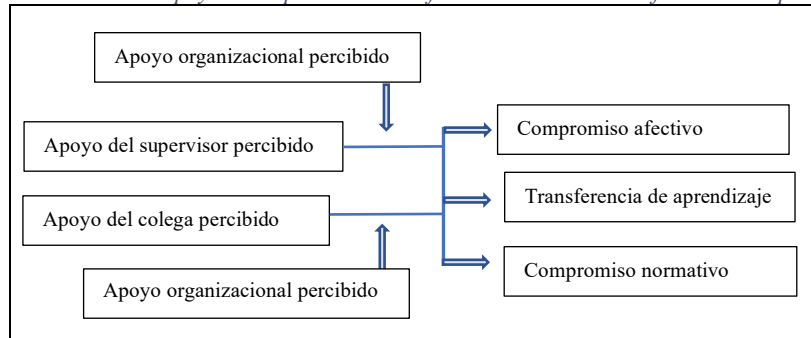 Apoyo organizacional percibido
Apoyo del supervisor percibido
Compromiso afectivo
Apoyo del colega percibido
Transferencia de aprendizaje
Apoyo organizacional percibido
Compromiso normativo